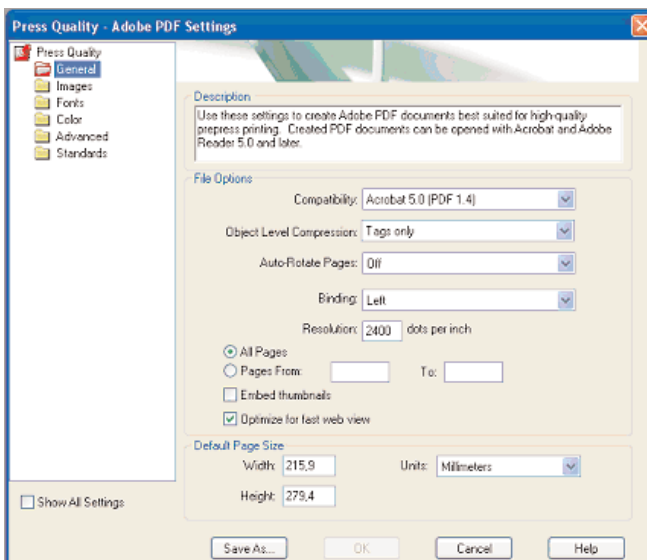 Press Quality - Adobe PDF Settings
Press Quality
General
Images
Fonts
Color
Advanced
Standards
Show All Settings
Description
Use these settings to create Adobe PDF documents best suited for high-quality
prepress printing. Created PDF documents can be opened with Acrobat and Adobe
Reader 5.0 and later.
File Options
Compatibility: Acrobat 5.0 (PDF 1.4)
Object Level Compression: Tags only
Auto-Rotate Pages: Off
Binding: Left
Resolution: 2400 dots per inch
All Pages
Pages From: To:
Embed thumbnails
Optimize for fast web view
Default Page Size
Width: 215,9 Units: Millimeters
Height: 279,4
Save As... OK Cancel Help